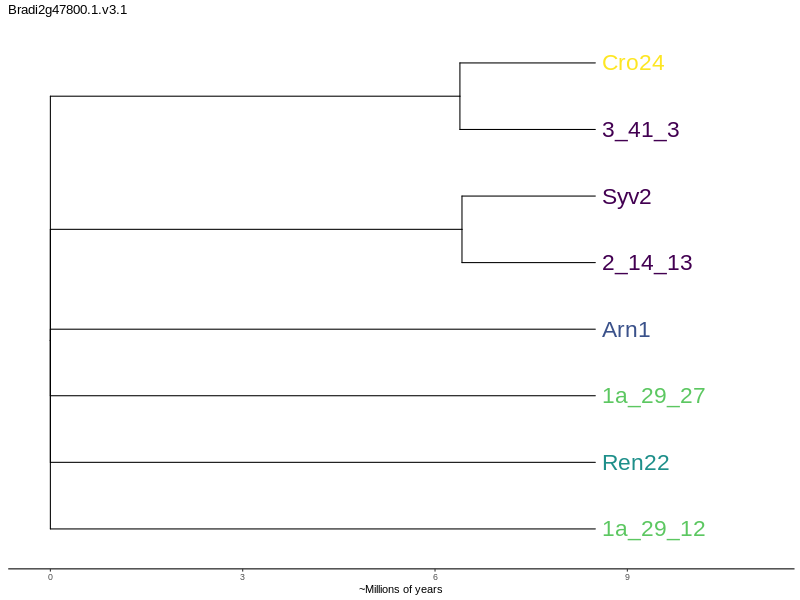 Bradi2g47800.1.v3.1
Cro24
3_41_3
Syv2
2_14_13
Arn1
1a_29_27
Ren22
1a_29_12
0 3 6 9
~Millions of years